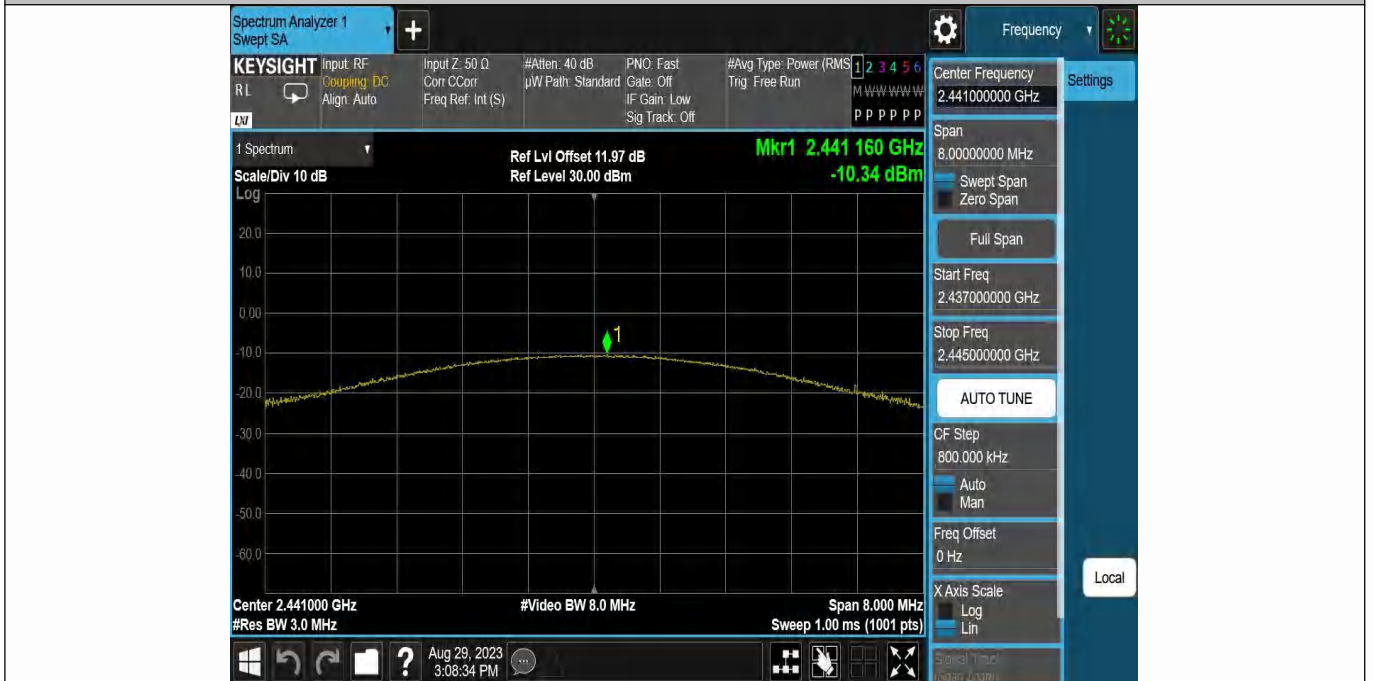 Spectrum Analyzer 1
Swept SA
+
Frequency
KEYSIGHT
RL
LXI
Input: RF
Coupling: DC
Align: Auto
Input Z: 50 Ω
Corr CCorr
Freq Ref: Int (S)
#Atten: 40 dB
µW Path: Standard
PNO: Fast
Gate: Off
IF Gain: Low
Sig Track: Off
#Avg Type: Power (RMS
Trig: Free Run
1 2 3 4 5 6
M W W W W W
P P P P P P
1 Spectrum
Scale/Div 10 dB
Log
Ref Lvl Offset 11.97 dB
Ref Level 30.00 dBm
Mkr1 2.441 160 GHz
-10.34 dBm
20.0
10.0
0.00
-10.0
-20.0
-30.0
-40.0
-50.0
-60.0
1
Center 2.441000 GHz
#Res BW 3.0 MHz
#Video BW 8.0 MHz
Span 8.000 MHz
Sweep 1.00 ms (1001 pts)
Aug 29, 2023
3:08:34 PM
?
Center Frequency
2.441000000 GHz
Settings
Span
8.00000000 MHz
Swept Span
Zero Span
Full Span
Start Freq
2.437000000 GHz
Stop Freq
2.445000000 GHz
AUTO TUNE
CF Step
800.000 kHz
Auto
Man
Freq Offset
0 Hz
X Axis Scale
Log
Lin
Local
Signal Track
(Span Zoom)